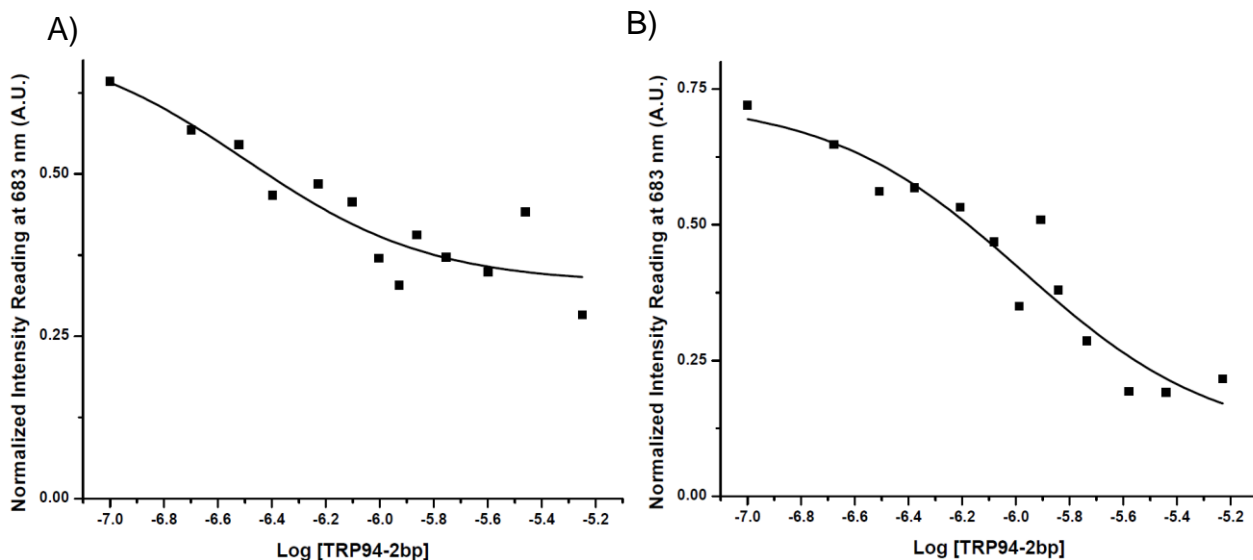 A)
B)
Normalized Intensity Reading at 683 nm (A.U.)
0.50
0.25
0.00
-7.0 -6.8 -6.6 -6.4 -6.2 -6.0 -5.8 -5.6 -5.4 -5.2
Log [TRP94-2bp]
Normalized Intensity Reading at 683 nm (A.U.)
0.75
0.50
0.25
0.00
-7.0 -6.8 -6.6 -6.4 -6.2 -6.0 -5.8 -5.6 -5.4 -5.2
Log [TRP94-2bp]